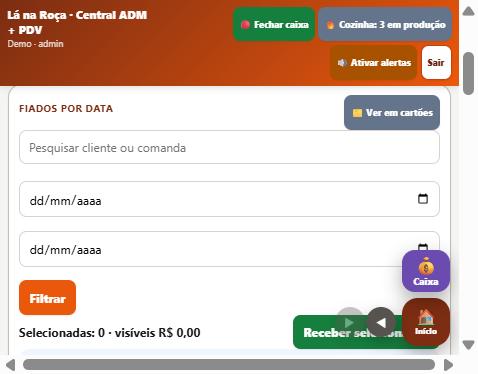 Lá na Roça - Central ADM
+ PDV
Demo · admin
Fechar caixa
Cozinha: 3 em produção
Ativar alertas
Sair
FIADOS POR DATA
Ver em cartões
Pesquisar cliente ou comanda
dd/mm/aaaa
dd/mm/aaaa
Caixa
Filtrar
Início
Selecionadas: 0 · visíveis R$ 0,00
Receber